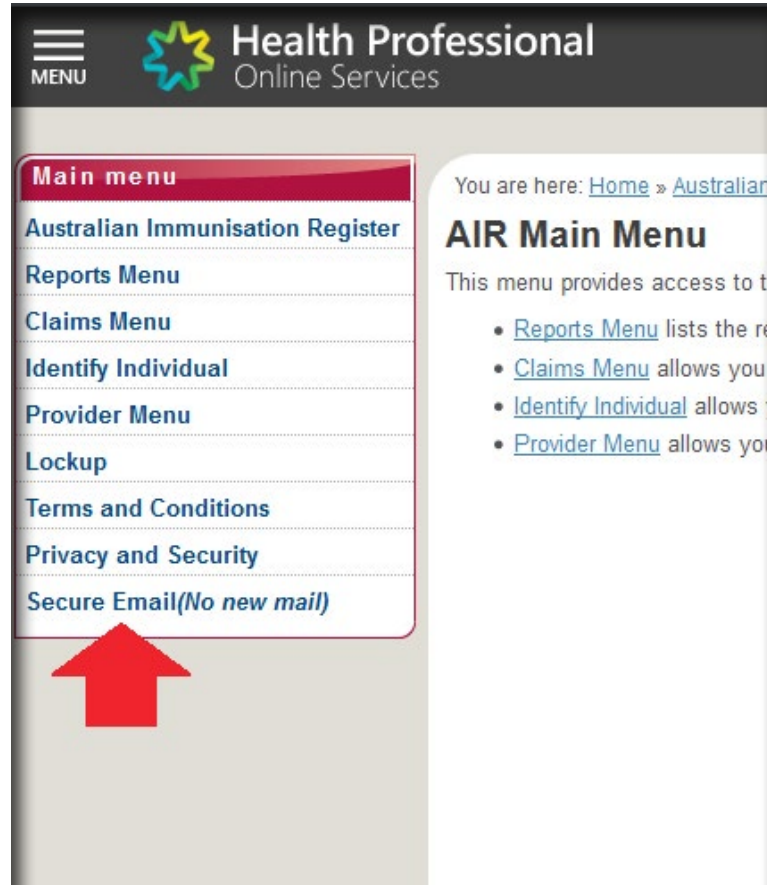 MENU
Health Professional
Online Services
Main menu
Australian Immunisation Register
Reports Menu
Claims Menu
Identify Individual
Provider Menu
Lockup
Terms and Conditions
Privacy and Security
Secure Email(No new mail)
You are here: Home » Australian
AIR Main Menu
This menu provides access to
• Reports Menu lists the
• Claims Menu allows you
• Identify Individual allows
• Provider Menu allows